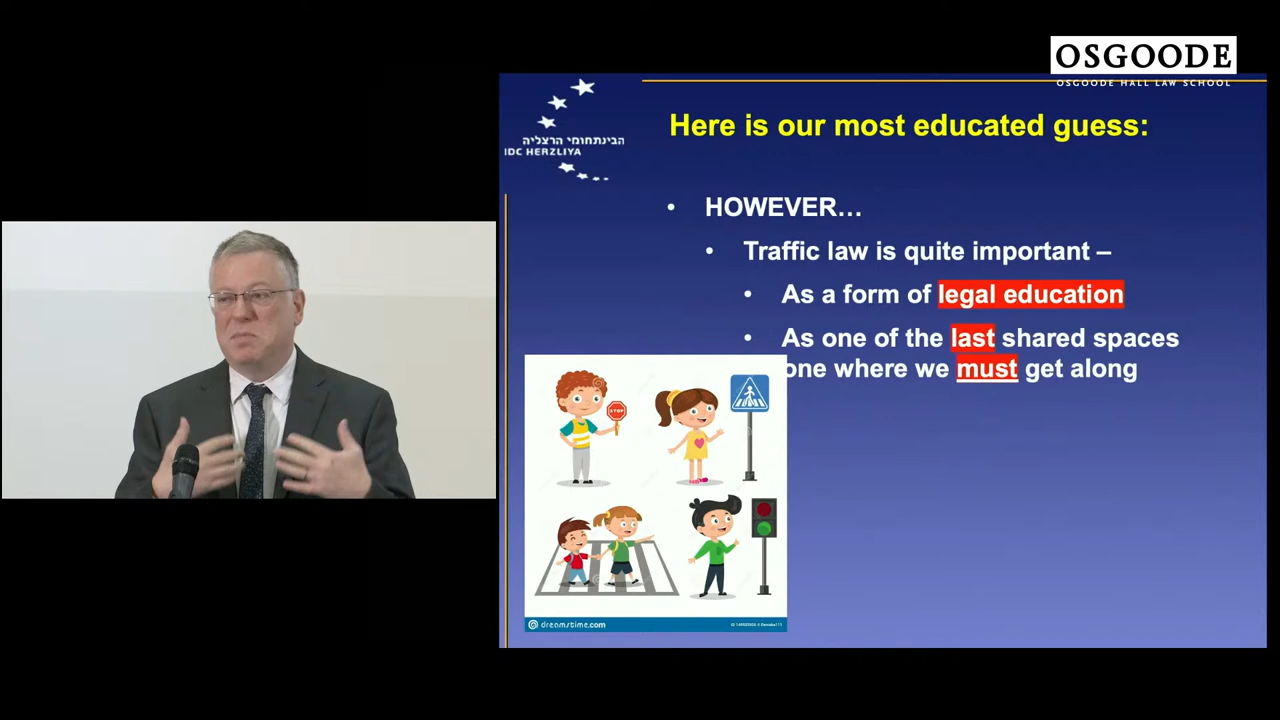 OSGOODE
OSGOODE HALL LAW SCHOOL
הבינתחומי הרצליה
IDC HERZLIYA
Here is our most educated guess:
• HOWEVER…
• Traffic law is quite important –
• As a form of legal education
• As one of the last shared spaces
one where we must get along
STOP
dreamstime.com